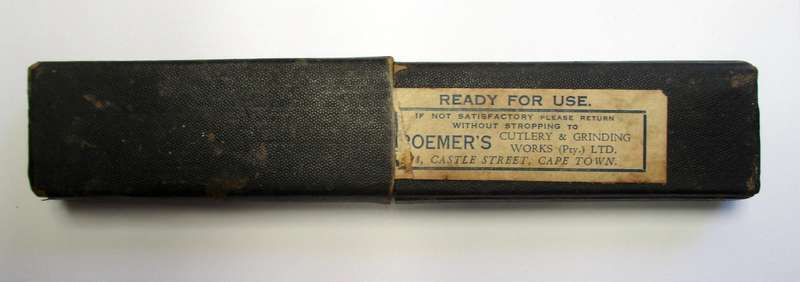 READY FOR USE.
IF NOT SATISFACTORY PLEASE RETURN
WITHOUT STROPPING TO
ROEMER'S CUTLERY & GRINDING
WORKS (Pty.) LTD.
CASTLE STREET, CAPE TOWN.